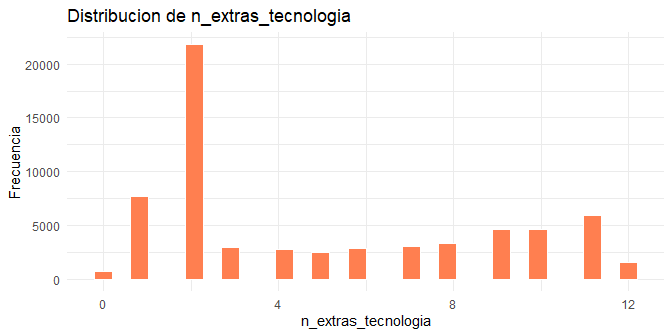 Distribucion de n_extras_tecnologia
Frecuencia
20000
15000
10000
5000
0
0 4 8 12
n_extras_tecnologia